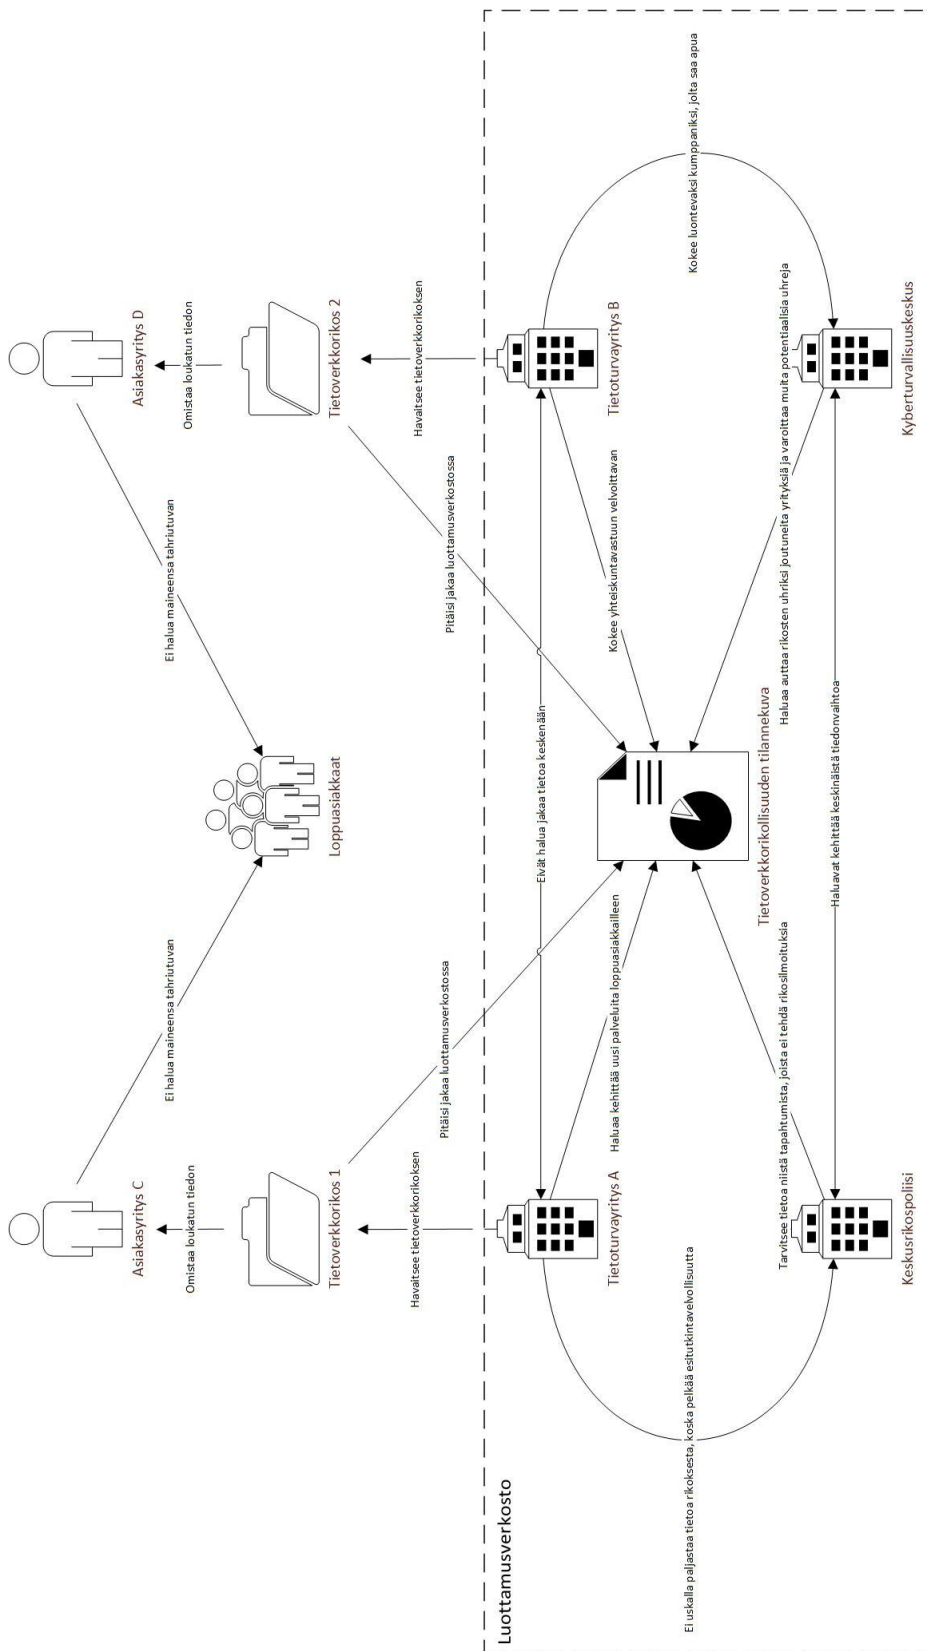 Asiakasyritys C
Asiakasyritys D
Omistaa loukatun tiedon
Ei halua maineensa tahriutuvan
Ei halua maineensa tahriutuvan
Omistaa loukatun tiedon
Tietoverkkorikos 1
Loppuasiakkaat
Tietoverkkorikos 2
Havaitsee tietoverkkorikoksen
Pitäisi jakaa luottamusverkostossa
Pitäisi jakaa luottamusverkostossa
Havaitsee tietoverkkorikoksen
Luottamusverkosto
Eivät halua jakaa tietoa keskenään
Tietoturvayritys A
Haluaa kehittää uusi palveluita loppuasiakkailleen
Kokee yhteiskuntavastuun velvoittavan
Tietoturvayritys B
Ei uskalla paljastaa tietoa rikoksesta, koska pelkää esitutkintavelvollisuutta
Kokee luontevaksi kumppaniksi, jolta saa apua
Tietoverkkorikollisuuden tilannekuva
Tarvitsee tietoa niistä tapahtumista, joista ei tehdä rikosilmoituksia
Haluaa auttaa rikosten uhriksi joutuneita yrityksiä ja varoittaa muita potentiaalisia uhreja
Haluavat kehittää keskinäistä tiedonvaihtoa
Keskusrikospoliisi
Kyberturvallisuuskeskus